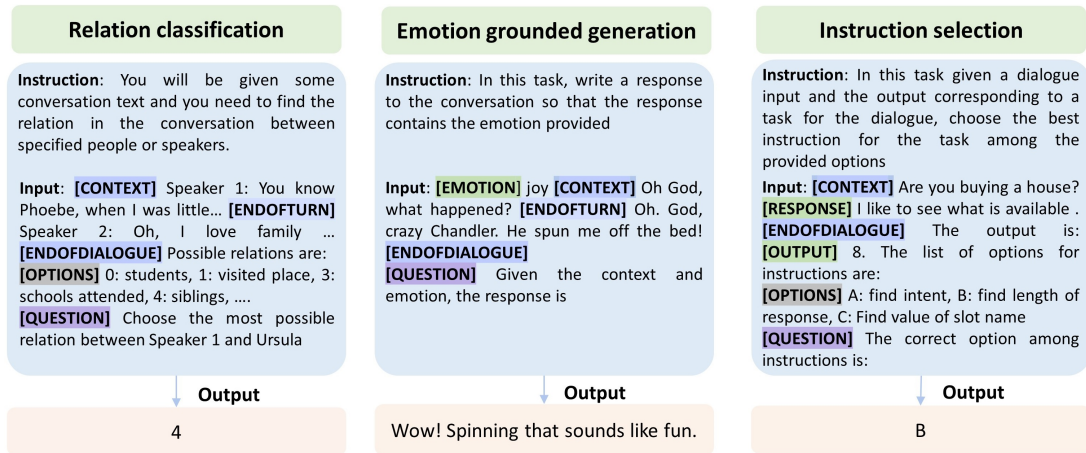 Relation classification
Instruction: You will be given some
conversation text and you need to find the
relation in the conversation between
specified people or speakers.
Input: [CONTEXT] Speaker 1: You know
Phoebe, when I was little… [ENDOFTURN]
Speaker 2: Oh, I love family …
[ENDOFDIALOGUE] Possible relations are:
[OPTIONS] 0: students, 1: visited place, 3:
schools attended, 4: siblings, ….
[QUESTION] Choose the most possible
relation between Speaker 1 and Ursula
Output
4
Emotion grounded generation
Instruction: In this task, write a response
to the conversation so that the response
contains the emotion provided
Input: [EMOTION] joy [CONTEXT] Oh God,
what happened? [ENDOFTURN] Oh. God,
crazy Chandler. He spun me off the bed!
[ENDOFDIALOGUE]
[QUESTION] Given the context and
emotion, the response is
Output
Wow! Spinning that sounds like fun.
Instruction selection
Instruction: In this task given a dialogue
input and the output corresponding to a
task for the dialogue, choose the best
instruction for the task among the
provided options
Input: [CONTEXT] Are you buying a house?
[RESPONSE] I like to see what is available .
[ENDOFDIALOGUE] The output is:
[OUTPUT] 8. The list of options for
instructions are:
[OPTIONS] A: find intent, B: find length of
response, C: Find value of slot name
[QUESTION] The correct option among
instructions is:
Output
B